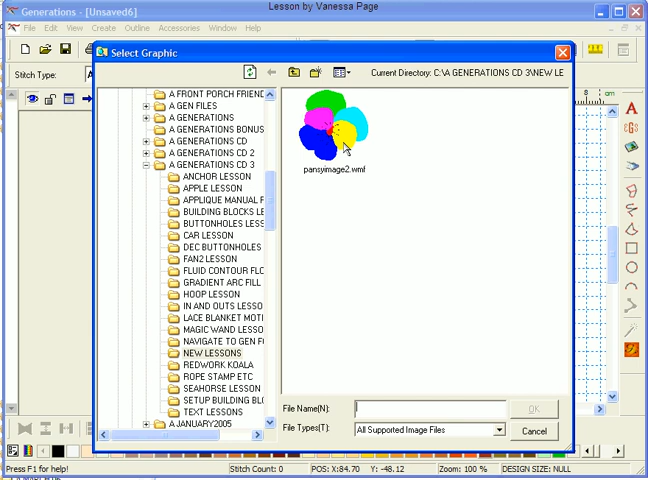 Lesson by Vanessa Page
Generations - [Unsaved6]
File Edit View Create Outline Accessories Window Help
Select Graphic
Stitch Type:
Current Directory: C:\A GENERATIONS CD 3\NEW LE
8 cm
A FRONT PORCH FRIEND
A GEN FILES
A GENERATIONS
A GENERATIONS BONUS
A GENERATIONS CD
A GENERATIONS CD 2
A GENERATIONS CD 3
ANCHOR LESSON
APPLE LESSON
APPLIQUE MANUAL F
BUILDING BLOCKS LE
BUTTONHOLES LESS
CAR LESSON
DEC BUTTONHOLES
FAN2 LESSON
FLUID CONTOUR FLO
GRADIENT ARC FILL
HOOP LESSON
IN AND OUTS LESSON
LACE BLANKET MOTI
MAGIC WAND LESSO
NAVIGATE TO GEN F
NEW LESSONS
REDWORK KOALA
ROPE STAMP ETC
SEAHORSE LESSON
SETUP BUILDING BLO
TEXT LESSONS
A JANUARY2005
pansyimage2.wmf
File Name(N):
OK
File Types(T): All Supported Image Files
Cancel
Press F1 for help! Stitch Count: 0 POS: X:84.70 Y: -48.12 Zoom: 100 % DESIGN SIZE: NULL